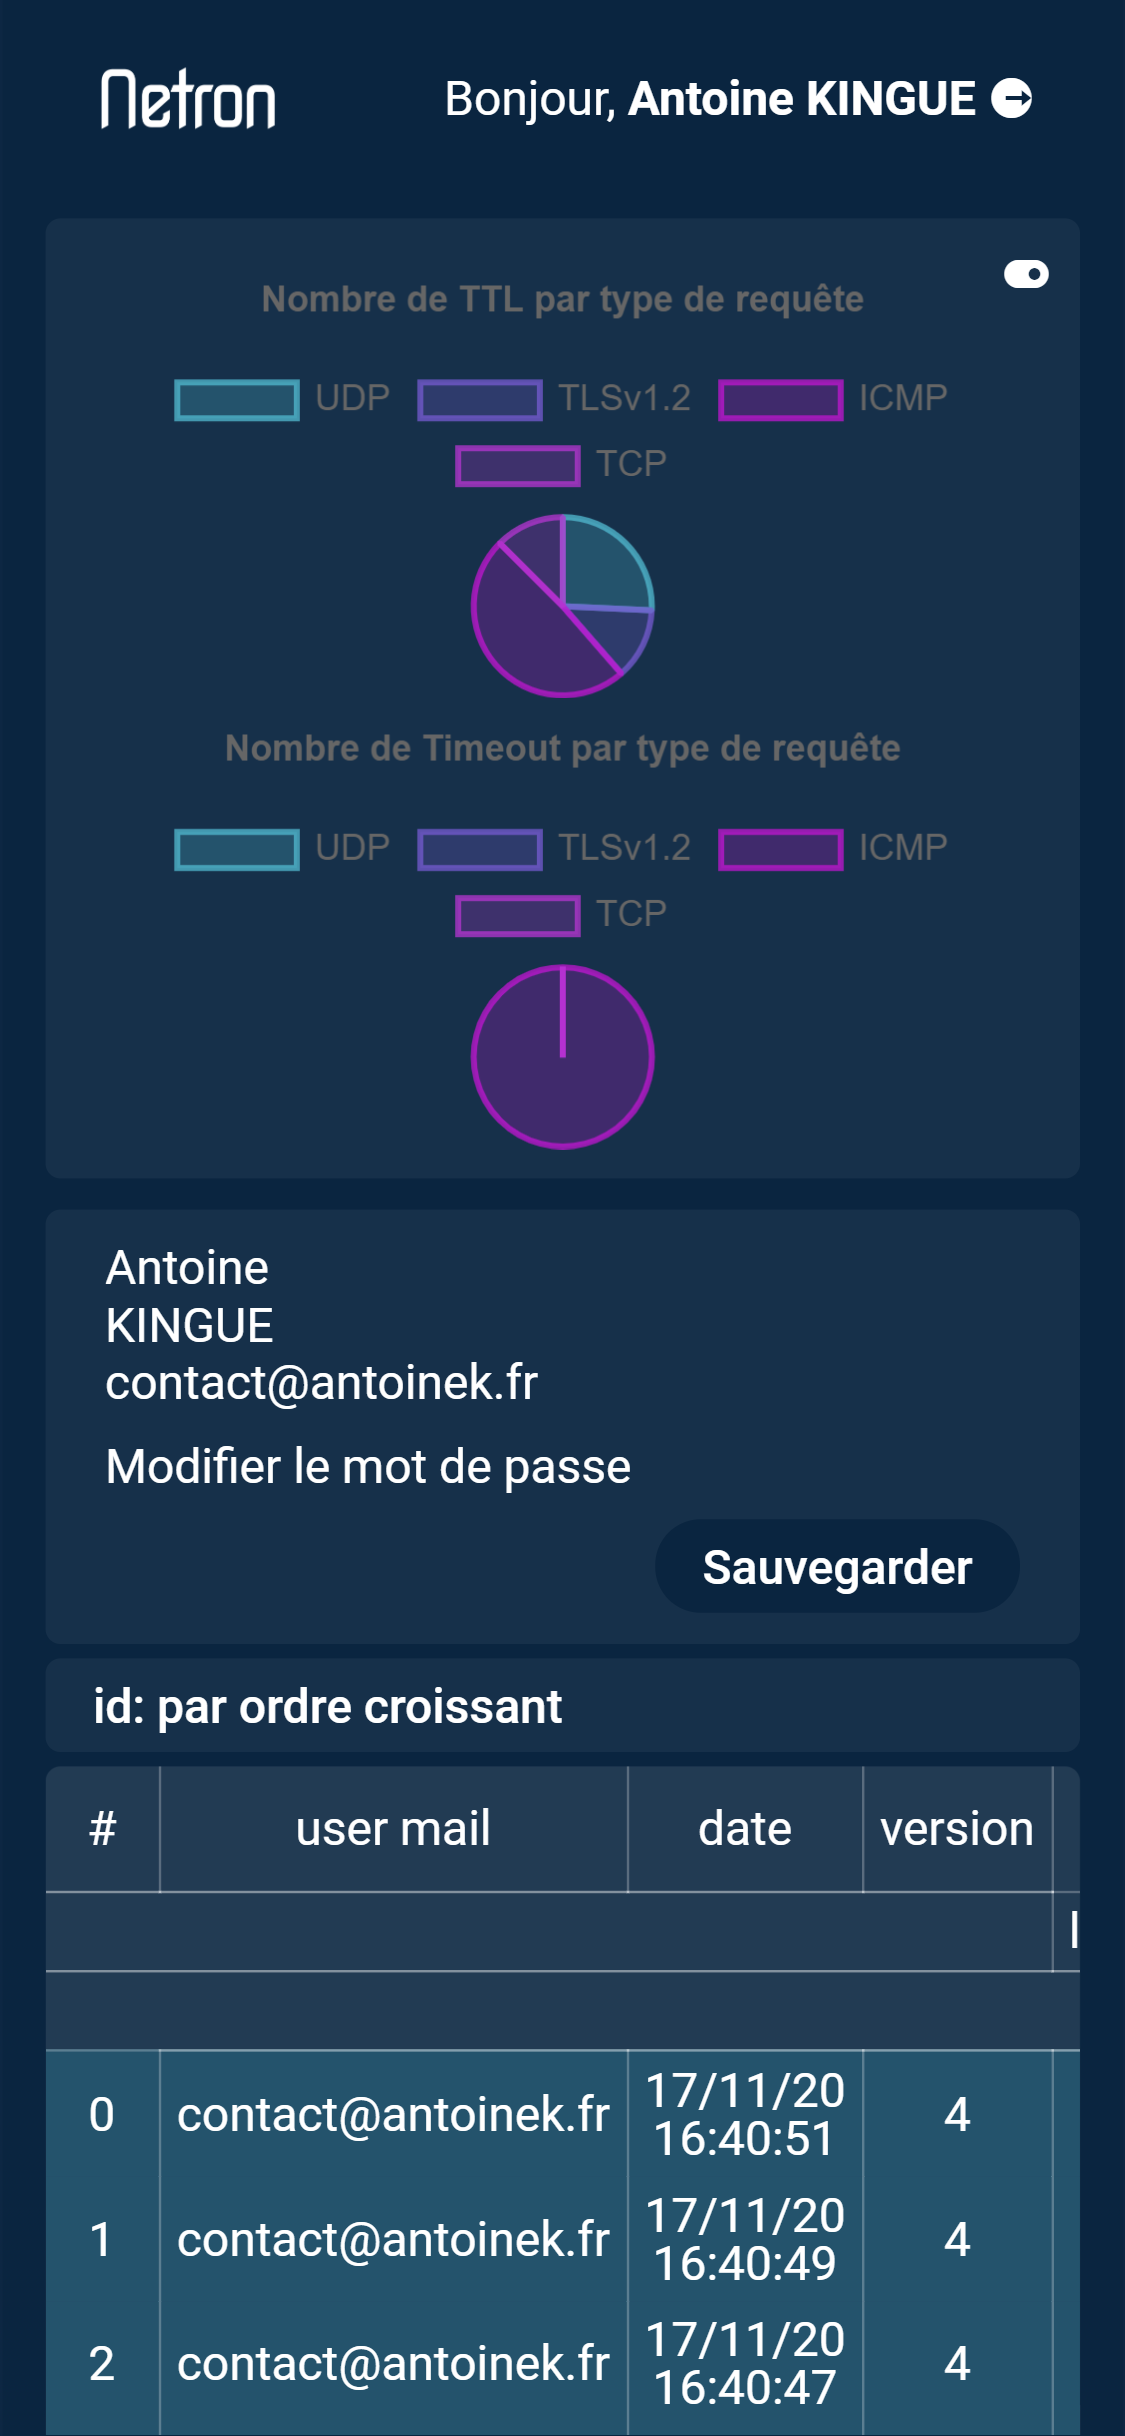 Netron
Bonjour, Antoine KINGUE
Nombre de TTL par type de requête
UDP TLSv1.2 ICMP
TCP
Nombre de Timeout par type de requête
UDP TLSv1.2 ICMP
TCP
Antoine
KINGUE
contact@antoinek.fr
Modifier le mot de passe
Sauvegarder
id: par ordre croissant
# user mail date version
0 contact@antoinek.fr 17/11/20 16:40:51 4
1 contact@antoinek.fr 17/11/20 16:40:49 4
2 contact@antoinek.fr 17/11/20 16:40:47 4